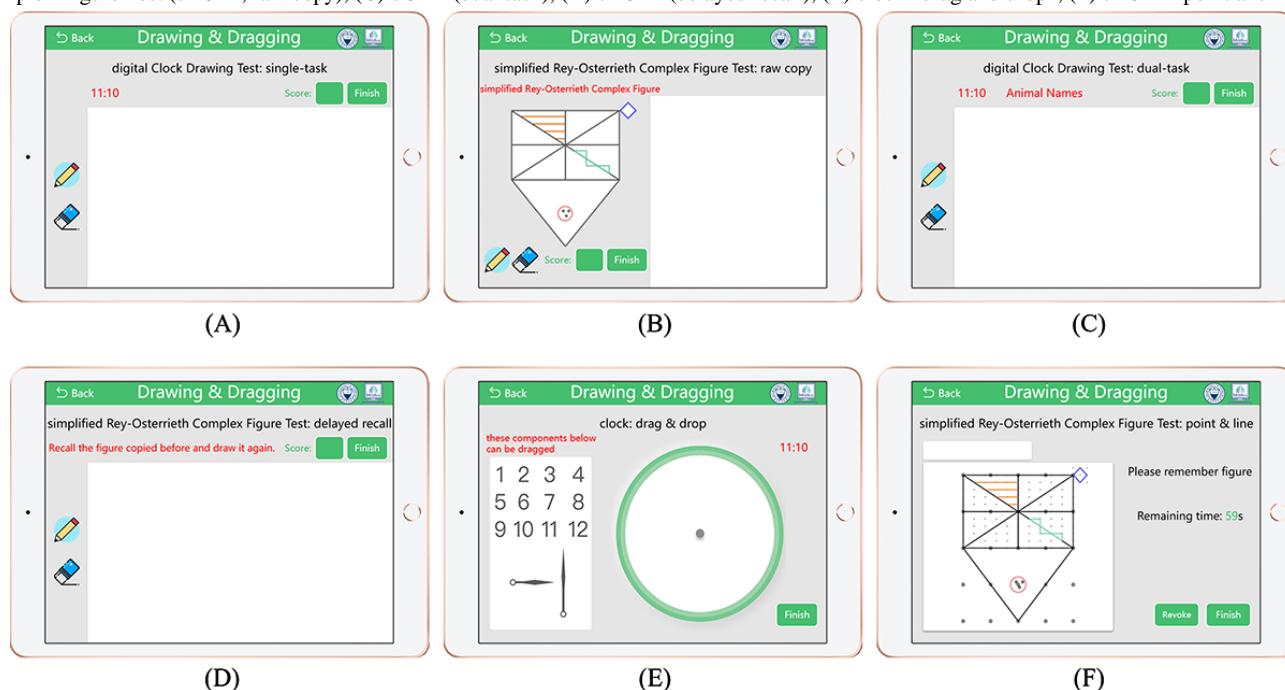 Back Drawing & Dragging
digital Clock Drawing Test: single-task
11:10 Score: Finish
(A)
Back Drawing & Dragging
simplified Rey-Osterrieth Complex Figure Test: raw copy
simplified Rey-Osterrieth Complex Figure
Score: Finish
(B)
Back Drawing & Dragging
digital Clock Drawing Test: dual-task
11:10 Animal Names Score: Finish
(C)
Back Drawing & Dragging
simplified Rey-Osterrieth Complex Figure Test: delayed recall
Recall the figure copied before and draw it again. Score: Finish
(D)
Back Drawing & Dragging
clock: drag & drop
these components below
can be dragged
11:10
1 2 3 4
5 6 7 8
9 10 11 12
Finish
(E)
Back Drawing & Dragging
simplified Rey-Osterrieth Complex Figure Test: point & line
Please remember figure
Remaining time: 59s
Revoke Finish
(F)